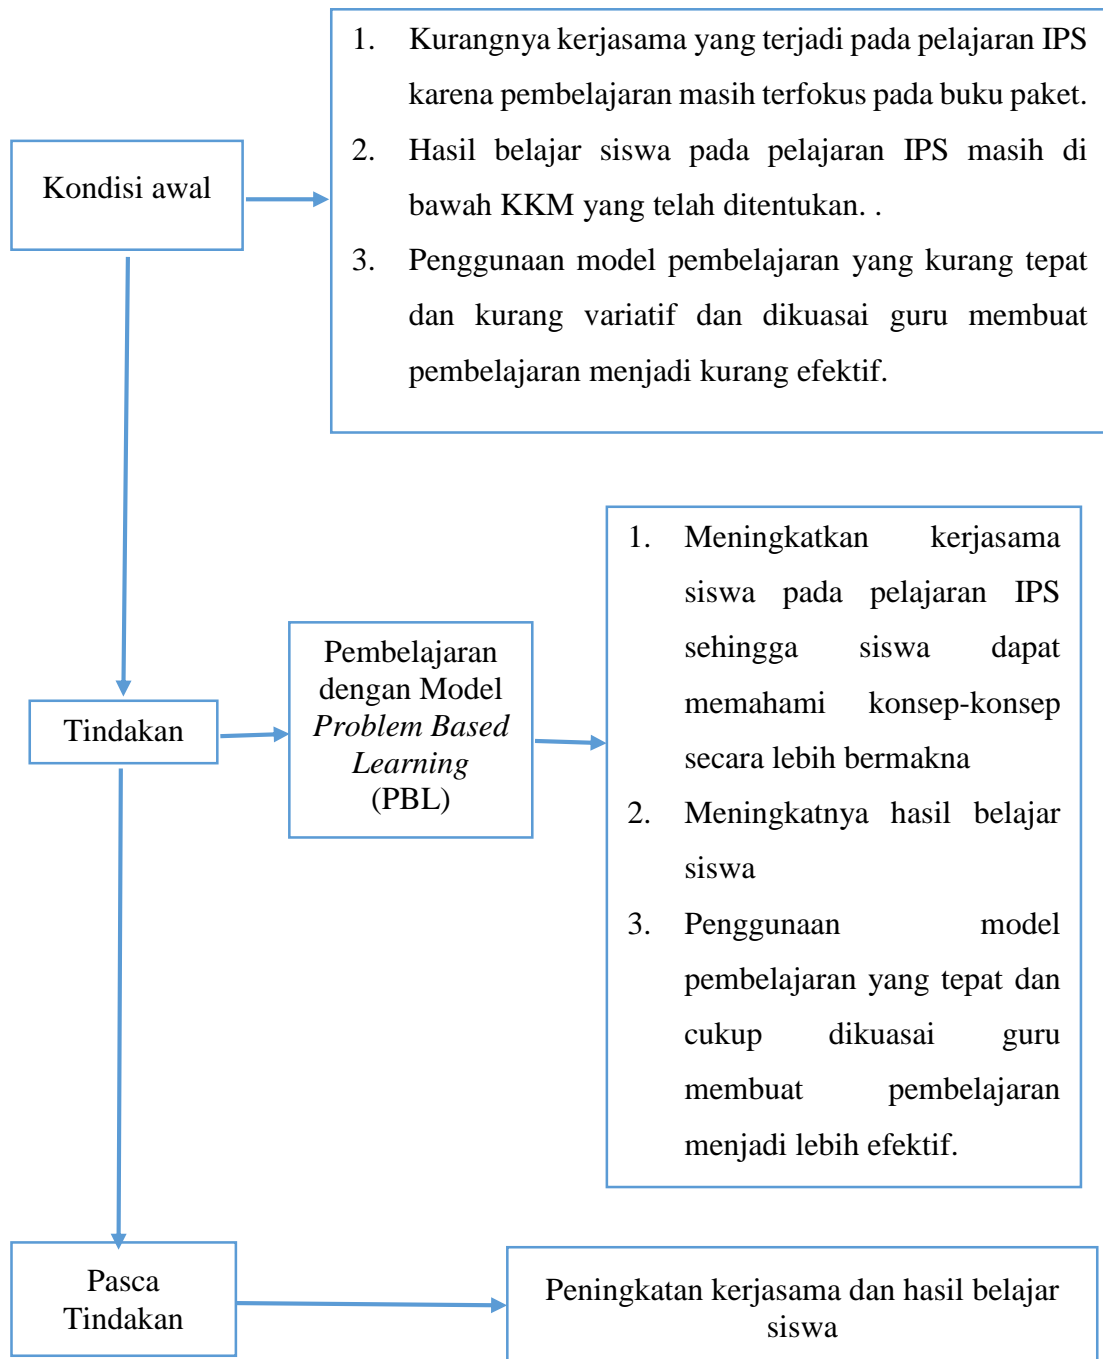 Kondisi awal
1. Kurangnya kerjasama yang terjadi pada pelajaran IPS
karena pembelajaran masih terfokus pada buku paket.
2. Hasil belajar siswa pada pelajaran IPS masih di
bawah KKM yang telah ditentukan. .
3. Penggunaan model pembelajaran yang kurang tepat
dan kurang variatif dan dikuasai guru membuat
pembelajaran menjadi kurang efektif.
Tindakan
Pembelajaran
dengan Model
Problem Based
Learning
(PBL)
1. Meningkatkan kerjasama
siswa pada pelajaran IPS
sehingga siswa dapat
memahami konsep-konsep
secara lebih bermakna
2. Meningkatnya hasil belajar
siswa
3. Penggunaan model
pembelajaran yang tepat dan
cukup dikuasai guru
membuat pembelajaran
menjadi lebih efektif.
Pasca
Tindakan
Peningkatan kerjasama dan hasil belajar
siswa